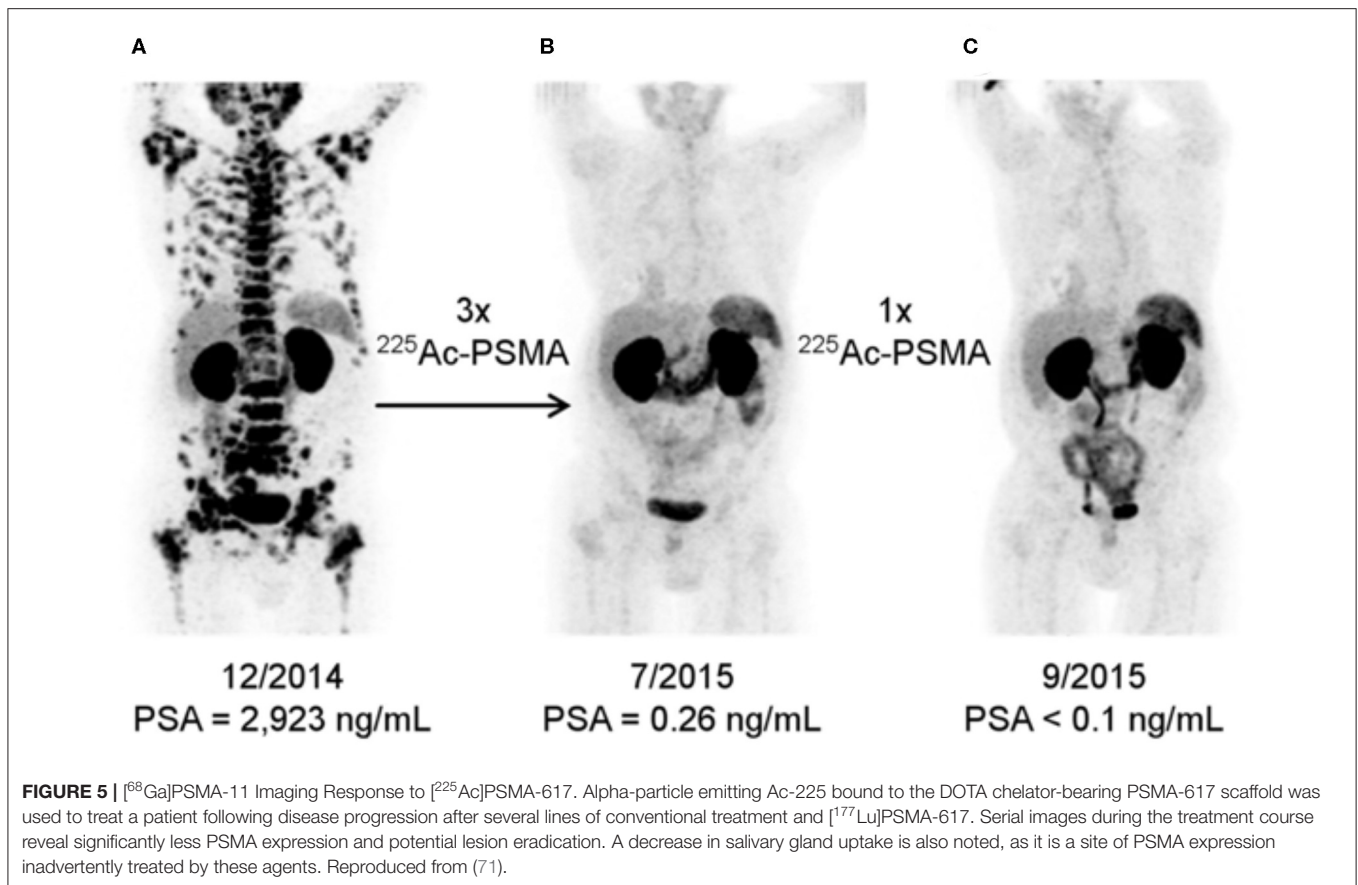 A
B
C
3x
²²⁵Ac-PSMA
1x
²²⁵Ac-PSMA
12/2014
PSA = 2,923 ng/mL
7/2015
PSA = 0.26 ng/mL
9/2015
PSA < 0.1 ng/mL
FIGURE 5 | [⁶⁸Ga]PSMA-11 Imaging Response to [²²⁵Ac]PSMA-617. Alpha-particle emitting Ac-225 bound to the DOTA chelator-bearing PSMA-617 scaffold was
used to treat a patient following disease progression after several lines of conventional treatment and [¹⁷⁷Lu]PSMA-617. Serial images during the treatment course
reveal significantly less PSMA expression and potential lesion eradication. A decrease in salivary gland uptake is also noted, as it is a site of PSMA expression
inadvertently treated by these agents. Reproduced from (71).